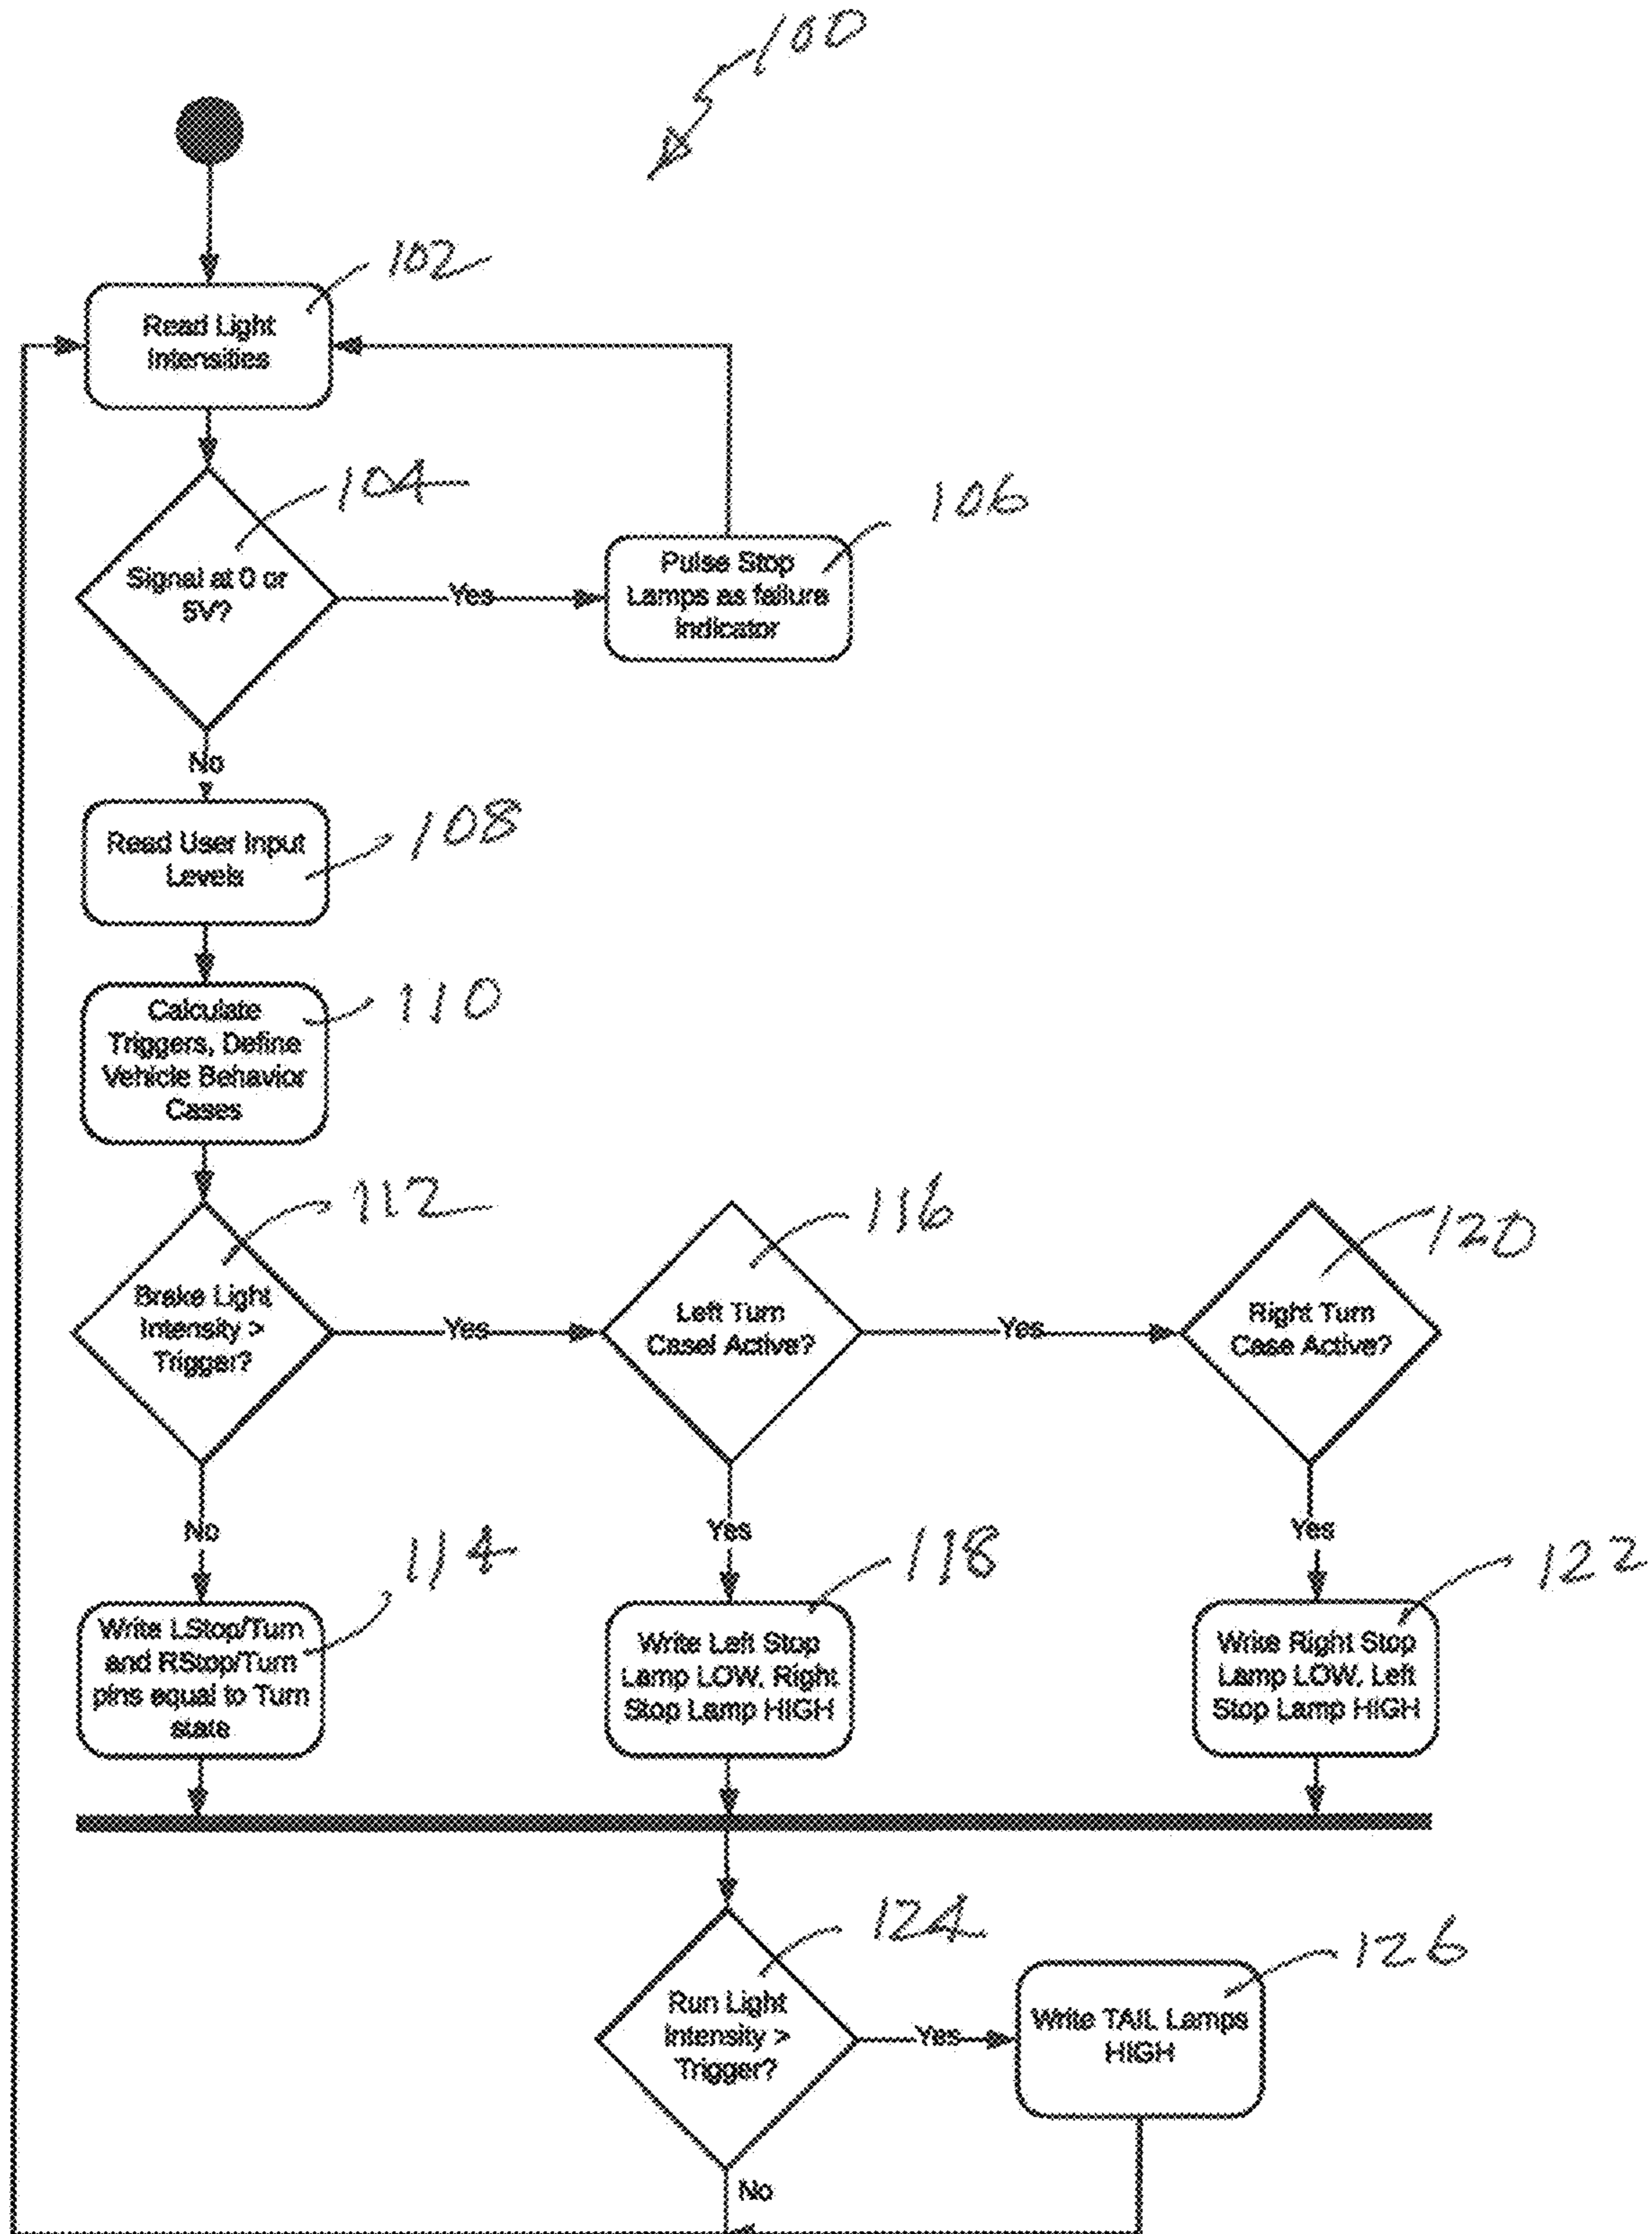 100
102
Read Light
Intensities
104
106
Signal at 0 or
5V?
Yes
Pulse Stop
Lamps as failure
indicator
No
108
Read User Input
Levels
110
Calculate
Triggers, Define
Vehicle Behavior
Cases
112
116
120
Brake Light
Intensity >
Trigger?
Yes
Left Turn
Casel Active?
Yes
Right Turn
Case Active?
No
Yes
Yes
114
118
122
Write LStop/Turn
and RStop/Turn
pins equal to Turn
state
Write Left Stop
Lamp LOW, Right
Stop Lamp HIGH
Write Right Stop
Lamp LOW, Left
Stop Lamp HIGH
124
126
Run Light
Intensity >
Trigger?
Yes
Write TAIL Lamps
HIGH
No